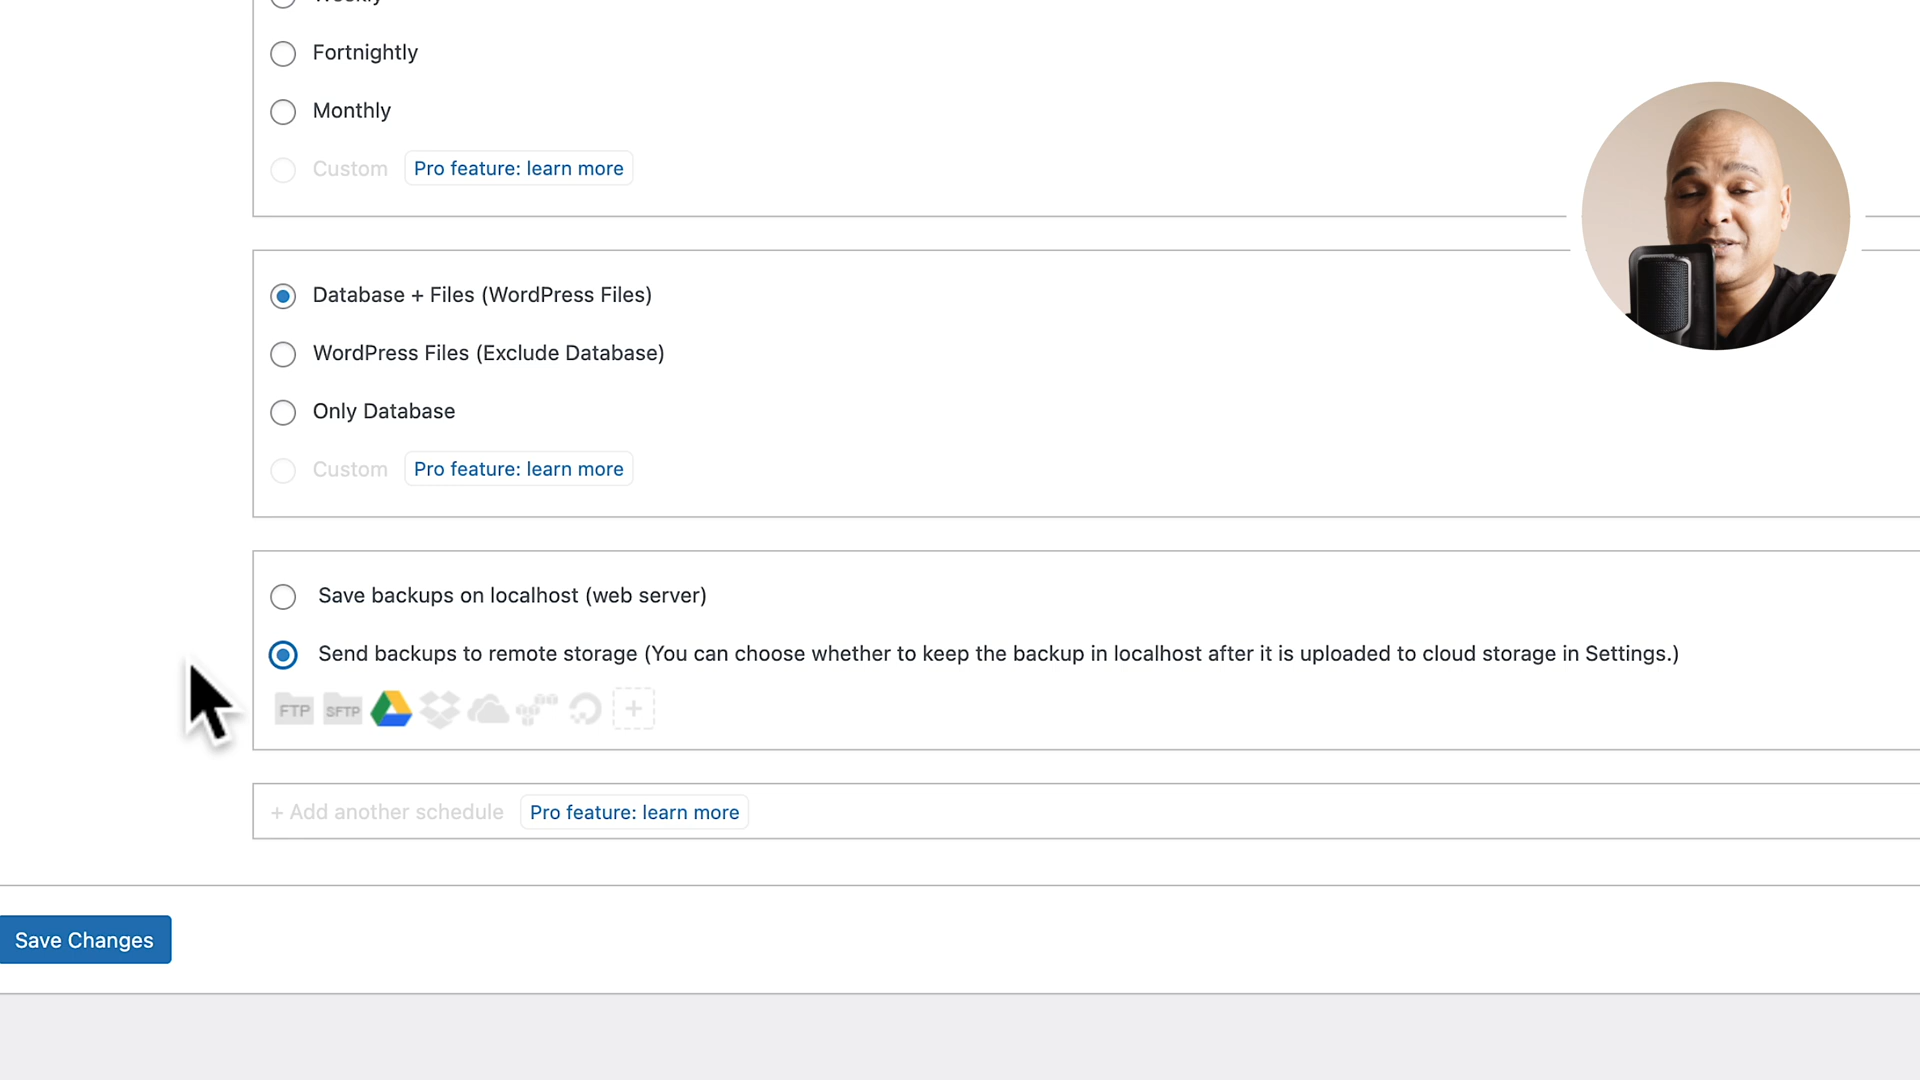 Weekly
Fortnightly
Monthly
Custom Pro feature: learn more
Database + Files (WordPress Files)
WordPress Files (Exclude Database)
Only Database
Custom Pro feature: learn more
Save backups on localhost (web server)
Send backups to remote storage (You can choose whether to keep the backup in localhost after it is uploaded to cloud storage in Settings.)
FTP SFTP
+ Add another schedule Pro feature: learn more
Save Changes